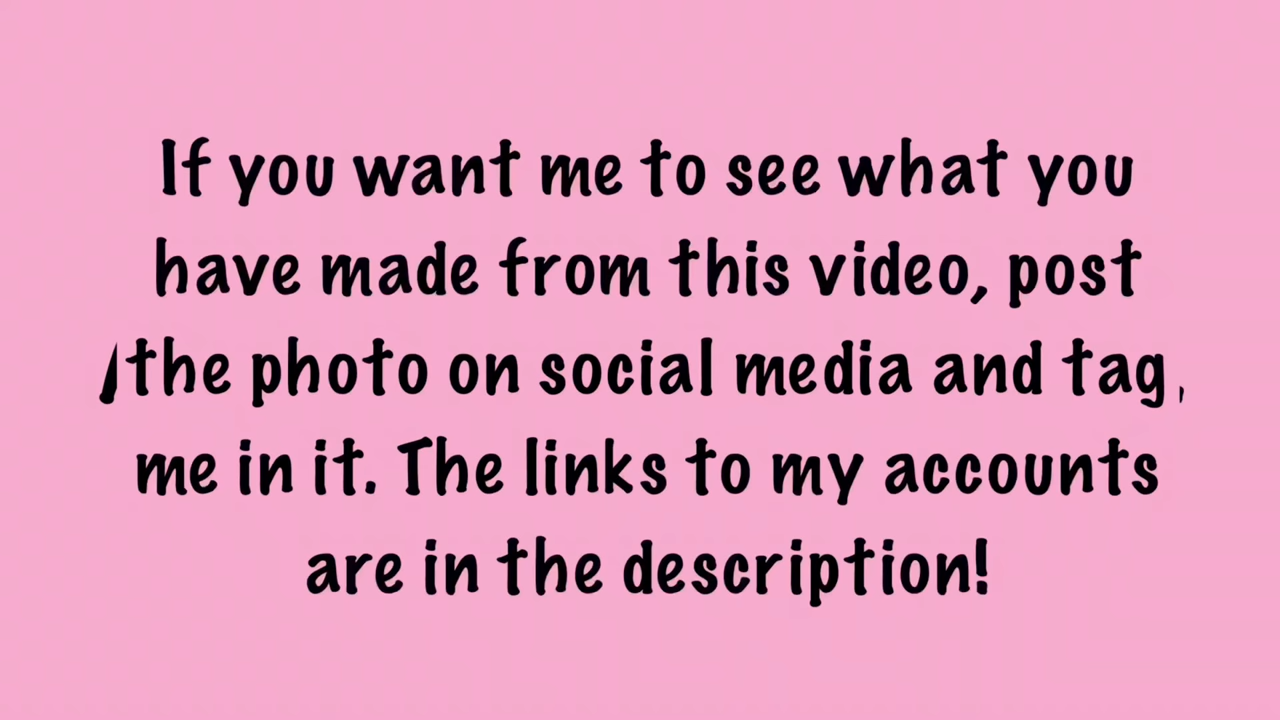 If you want me to see what you
have made from this video, post
the photo on social media and tag
me in it. The links to my accounts
are in the description!